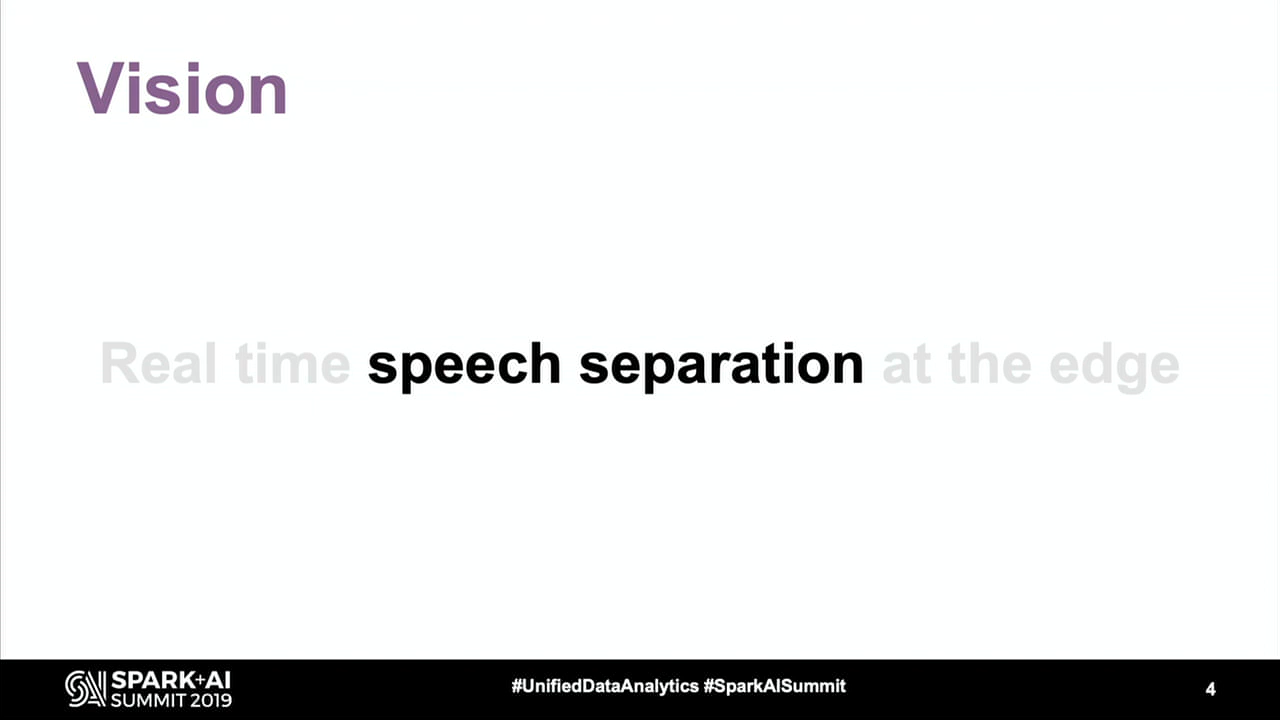 Vision
Real time speech separation at the edge
SPARK+AI
SUMMIT 2019
#UnifiedDataAnalytics #SparkAISummit
4